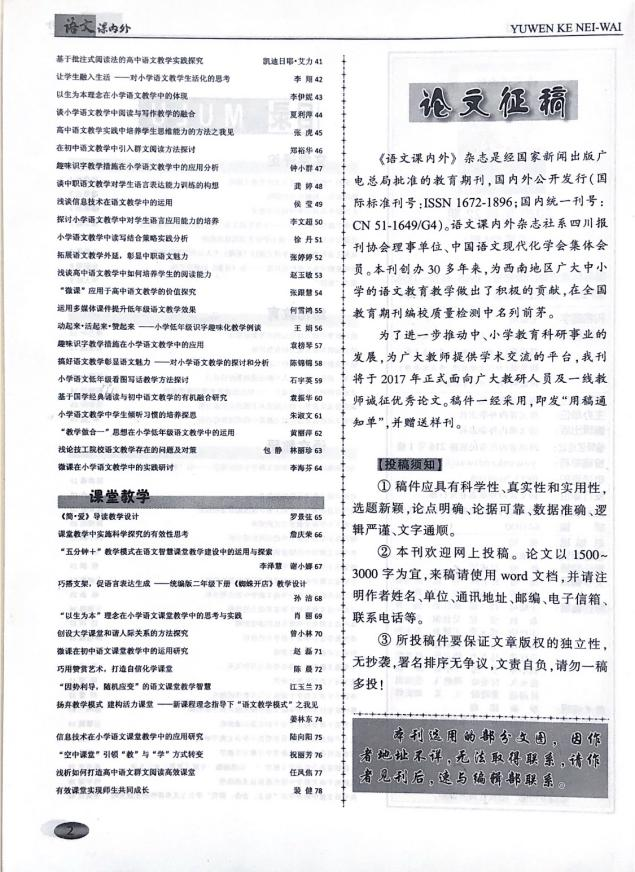 语文课内外
YUWEN KE NEI-WAI
基于批注式阅读法的高中语文教学实践探究 凯迪日耶·艾力 41
让学生融入生活 ——对小学语文教学生活化的思考 李 翔 42
以生为本理念在小学语文教学中的体现 李伊妮 43
谈小学语文教学中阅读与写作教学的融合 夏利萍 44
高中语文教学实践中培养学生思维能力的方法之我见 张 虎 45
在初中语文教学中引入群文阅读方法探讨 郑裕华 46
趣味识字教学措施在小学语文教学中的应用分析 钟小群 47
谈中职语文教学对学生语言表达能力训练的构想 龚 婷 48
浅谈信息技术在语文教学中的运用 侯 莹 49
探讨小学语文教学中对学生语言应用能力的培养 李文超 50
小学语文教学中读写结合策略实践分析 徐 丹 51
拓展语文教学外延，彰显中职语文魅力 张婷婷 52
浅谈高中语文教学中如何培养学生的阅读能力 赵玉敏 53
“微课”应用于高中语文教学的价值探究 张跟慧 54
运用多媒体课件提升低年级语文教学效果 何雪鸿 55
动起来·活起来·赞起来 ——小学低年级识字趣味化教学例谈 王 娟 56
趣味识字教学措施在小学语文教学中的应用 袁榜琴 57
搞好语文教学彰显语文魅力 ——对小学语文教学的探讨和分析 陈锦锡 58
小学语文低年级看图写话教学方法探讨 石宇英 59
基于国学经典诵读与初中语文教学的有机融合研究 袁振华 60
小学语文教学中学生倾听习惯的培养探思 朱淑文 61
“教学做合一”思想在小学低年级语文教学中的运用 黄丽萍 62
浅论技工院校语文教学存在的问题及对策 包 静 林丽珍 63
微课在小学语文教学中的实践研讨 李海芬 64
课堂教学
《简·爱》导读教学设计 罗景弦 65
课堂教学中实施科学探究的有效性思考 詹庆荣 66
“五分钟＋”教学模式在语文智慧课堂教学建设中的运用与探索
李泽慧 谢小娜 67
巧搭支架，促语言表达生成 ——统编版二年级下册《蜘蛛开店》教学设计
孙 洁 68
“以生为本”理念在小学语文课堂教学中的思考与实践 肖 丽 69
创设大学课堂和谐人际关系的方法探究 曾小林 70
微课在初中语文课堂教学中的运用研究 赵 磊 71
巧用赞赏艺术，打造自信化学课堂 陈 晨 72
“因势利导，随机应变”的语文课堂教学智慧 江玉兰 73
扬弃教学模式 建构活力课堂 ——新课程理念指导下“语文教学模式”之我见
姜林东 74
信息技术在小学语文课堂教学中的应用研究 陆向阳 75
“空中课堂”引领“教”与“学”方式转变 祝丽芳 76
浅析如何打造高中语文群文阅读高效课堂 任凤鱼 77
有效课堂实现师生共同成长 裴 健 78
2
论文征稿
《语文课内外》杂志是经国家新闻出版广
电总局批准的教育期刊，国内外公开发行（国
际标准刊号：ISSN 1672-1896；国内统一刊号：
CN 51-1649/G4）。语文课内外杂志社系四川报
刊协会理事单位、中国语文现代化学会集体会
员。本刊创办 30 多年来，为西南地区广大中小
学的语文教育教学做出了积极的贡献，在全国
教育期刊编校质量检测中名列前茅。
为了进一步推动中、小学教育科研事业的
发展，为广大教师提供学术交流的平台，我刊
将于 2017 年正式面向广大教研人员及一线教
师诚征优秀论文。稿件一经采用，即发“用稿通
知单”，并赠送样刊。
【投稿须知】
① 稿件应具有科学性、真实性和实用性，
选题新颖，论点明确、论据可靠、数据准确、逻
辑严谨、文字通顺。
② 本刊欢迎网上投稿。论文以 1500~
3000 字为宜，来稿请使用 word 文档，并请注
明作者姓名、单位、通讯地址、邮编、电子信箱、
联系电话等。
③ 所投稿件要保证文章版权的独立性，
无抄袭，署名排序无争议，文责自负，请勿一稿
多投！
本刊选用的部分文图，因作
者地址不详，无法取得联系，请作
者见刊后，速与编辑部联系。